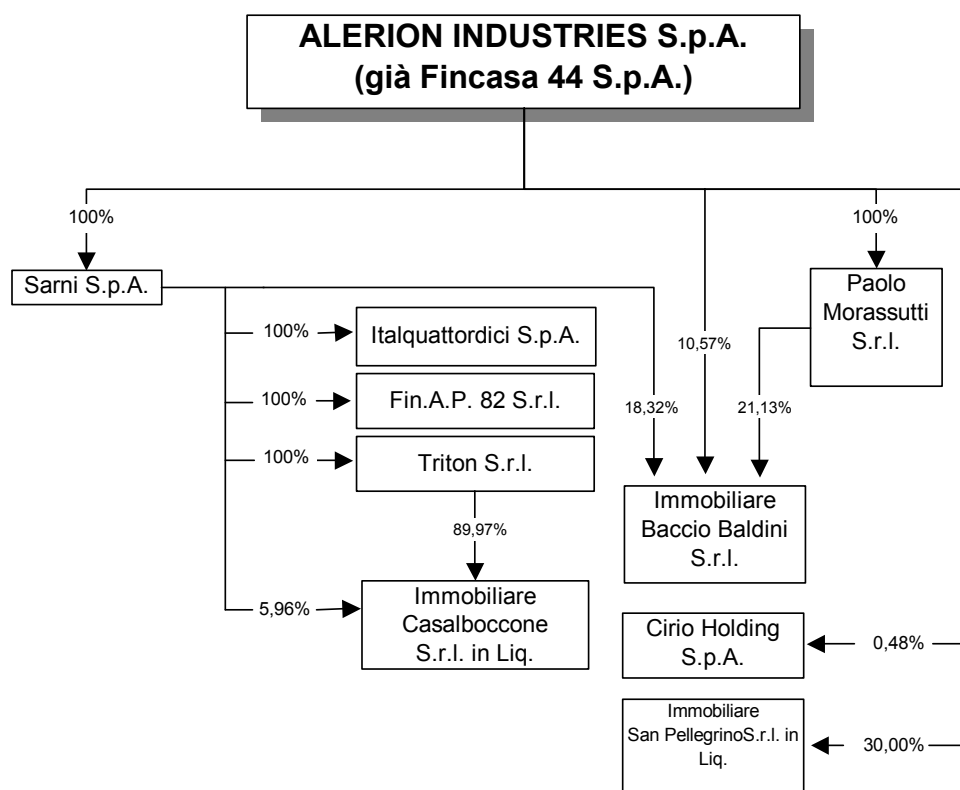 ALERION INDUSTRIES S.p.A.
(già Fincasa 44 S.p.A.)
100%
100%
Sarni S.p.A.
Paolo
Morassutti
S.r.l.
100%
Italquattordici S.p.A.
10,57%
100%
Fin.A.P. 82 S.r.l.
18,32%
21,13%
100%
Triton S.r.l.
89,97%
Immobiliare
Baccio Baldini
S.r.l.
5,96%
Immobiliare
Casalboccone
S.r.l. in Liq.
Cirio Holding
S.p.A.
0,48%
Immobiliare
San PellegrinoS.r.l. in
Liq.
30,00%